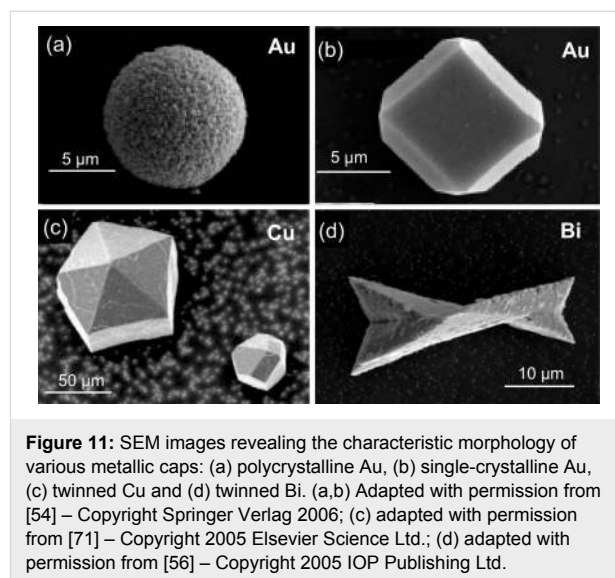 (a) Au
5 µm
(b) Au
5 µm
(c) Cu
50 µm
(d) Bi
10 µm
Figure 11: SEM images revealing the characteristic morphology of
various metallic caps: (a) polycrystalline Au, (b) single-crystalline Au,
(c) twinned Cu and (d) twinned Bi. (a,b) Adapted with permission from
[54] – Copyright Springer Verlag 2006; (c) adapted with permission
from [71] – Copyright 2005 Elsevier Science Ltd.; (d) adapted with
permission from [56] – Copyright 2005 IOP Publishing Ltd.